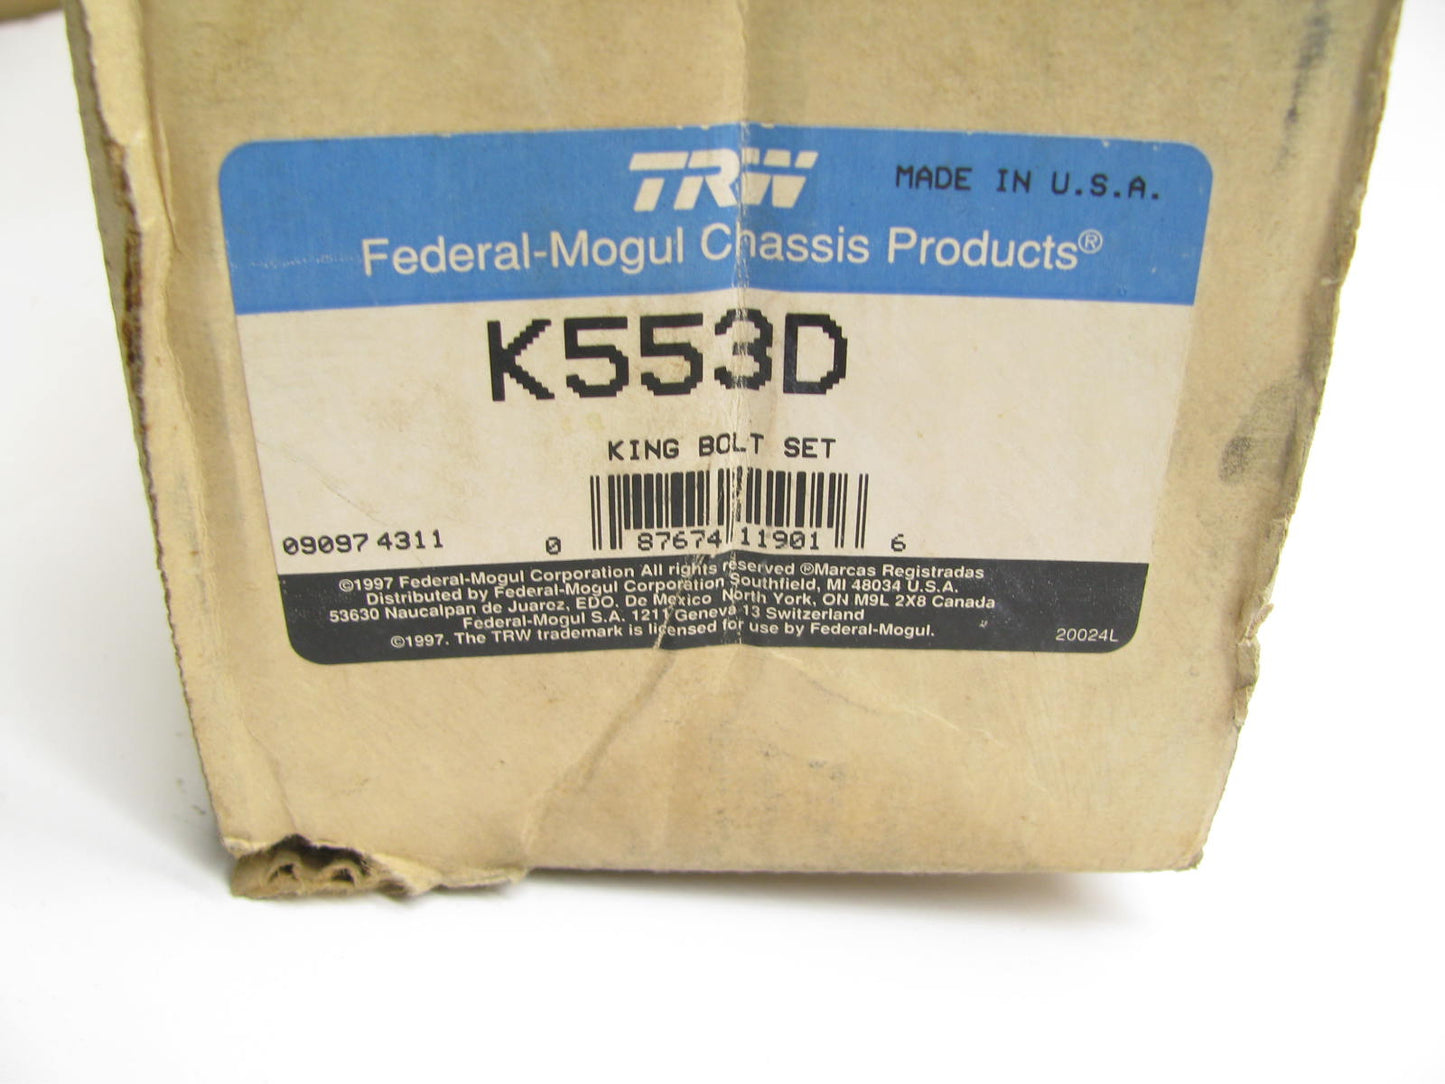 TRW
MADE IN U.S.A.
Federal-Mogul Chassis Products®
K553D
KING BOLT SET
09097 4311
0 87674 11901 6
©1997 Federal-Mogul Corporation All rights reserved ®Marcas Registradas
Distributed by Federal-Mogul Corporation Southfield, MI 48034 U.S.A.
53630 Naucalpan de Juarez, EDO. De Mexico North York, ON M9L 2X8 Canada
Federal-Mogul S.A. 1211 Geneva 13 Switzerland
©1997. The TRW trademark is licensed for use by Federal-Mogul.
20024L